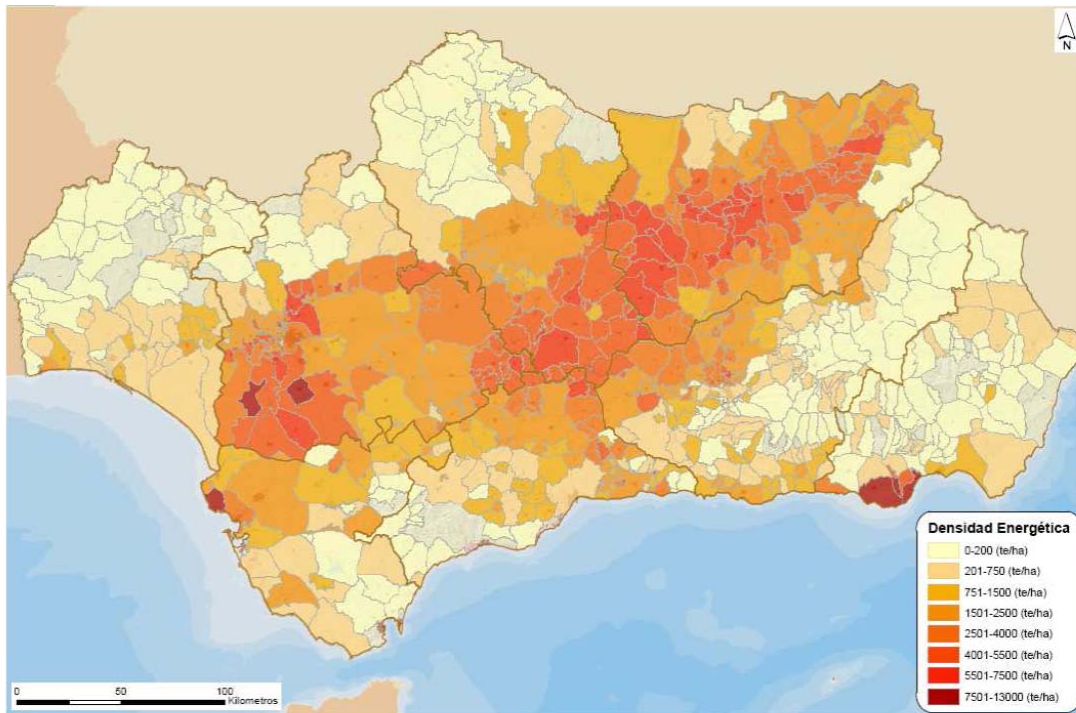 N
Densidad Energética
0-200 (te/ha)
201-750 (te/ha)
751-1500 (te/ha)
1501-2500 (te/ha)
2501-4000 (te/ha)
4001-5500 (te/ha)
5501-7500 (te/ha)
7501-13000 (te/ha)
0 50 100
Kilometros